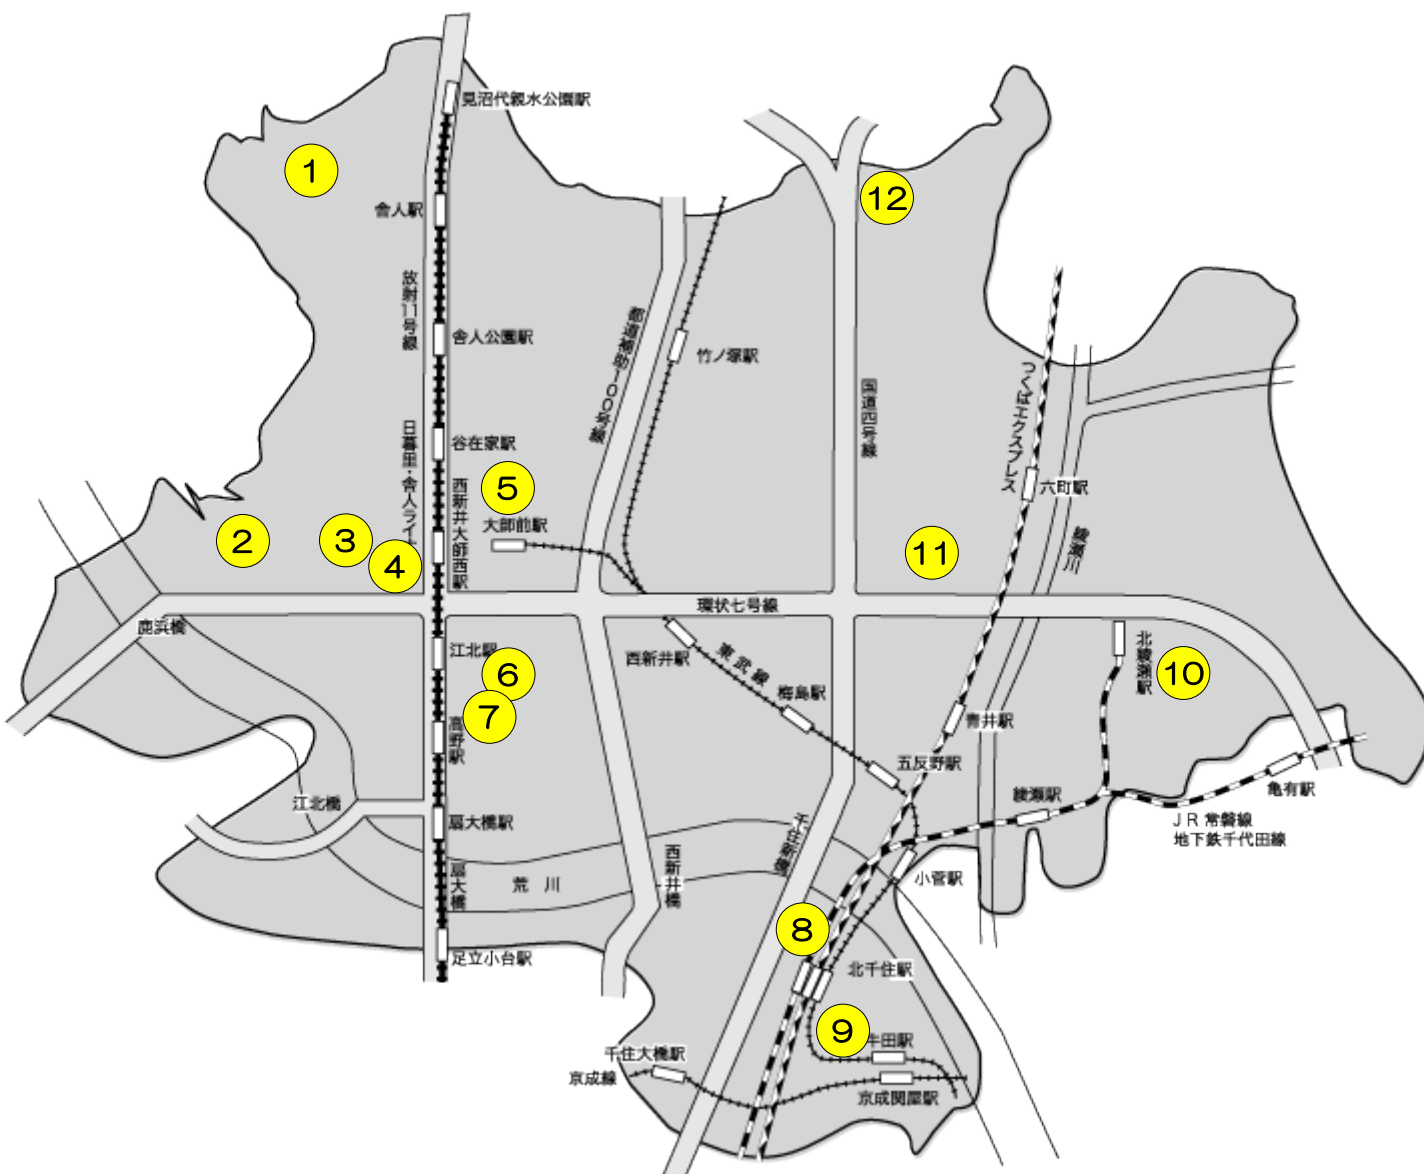 見沼代親水公園駅
1
12
舎人駅
放射11号線
舎人公園駅
都道補助100号線
竹ノ塚駅
国道四号線
つくばエクスプレス
日暮里・舎人ライナ
谷在家駅
西新井大師西駅
5
大師前駅
六町駅
綾瀬川
2
3
4
11
環状七号線
鹿浜橋
江北駅
6
西新井駅
東武線
梅島駅
北綾瀬駅
10
7
高野駅
青井駅
五反野駅
綾瀬駅
亀有駅
江北橋
扇大橋駅
千住新橋
JR 常磐線
地下鉄千代田線
扇大橋
荒川
西新井橋
小菅駅
8
足立小台駅
北千住駅
9
牛田駅
千住大橋駅
京成線
京成関屋駅